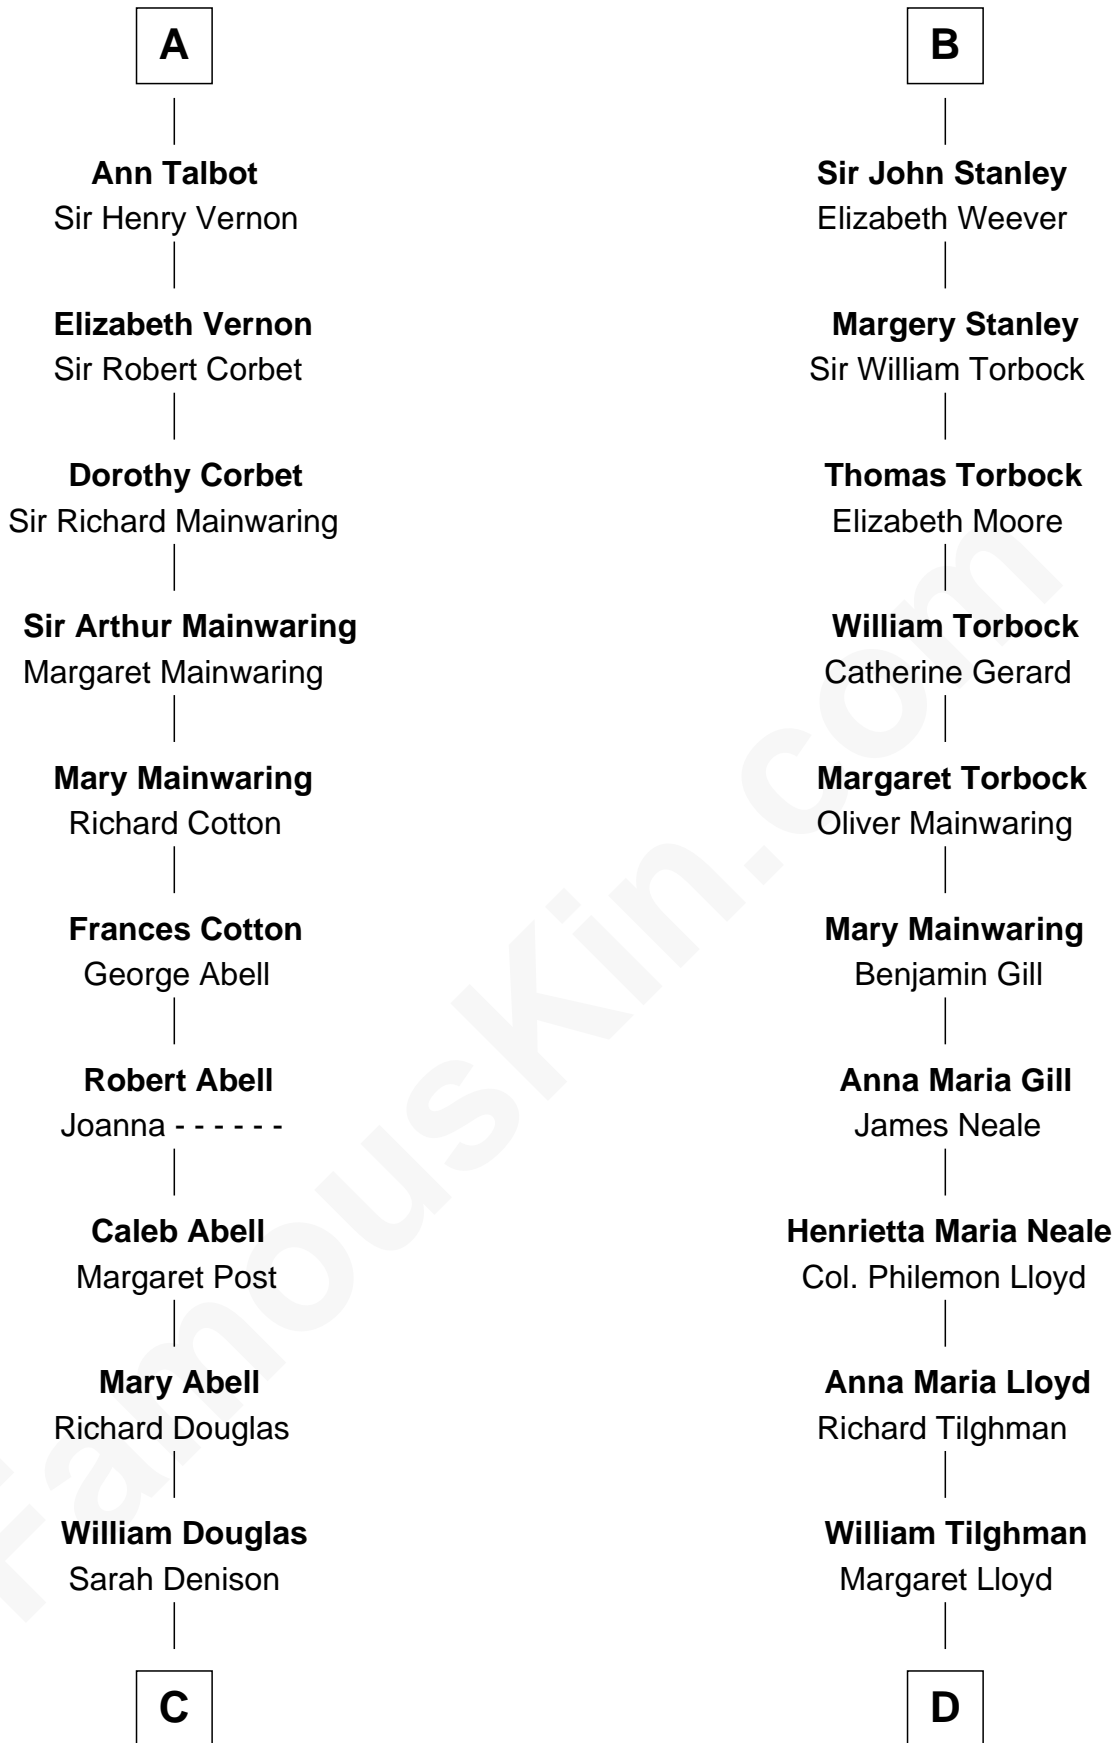 A
Ann Talbot
Sir Henry Vernon
Elizabeth Vernon
Sir Robert Corbet
Dorothy Corbet
Sir Richard Mainwaring
Sir Arthur Mainwaring
Margaret Mainwaring
Mary Mainwaring
Richard Cotton
Frances Cotton
George Abell
Robert Abell
Joanna - - - - - -
Caleb Abell
Margaret Post
Mary Abell
Richard Douglas
William Douglas
Sarah Denison
C
B
Sir John Stanley
Elizabeth Weever
Margery Stanley
Sir William Torbock
Thomas Torbock
Elizabeth Moore
William Torbock
Catherine Gerard
Margaret Torbock
Oliver Mainwaring
Mary Mainwaring
Benjamin Gill
Anna Maria Gill
James Neale
Henrietta Maria Neale
Col. Philemon Lloyd
Anna Maria Lloyd
Richard Tilghman
William Tilghman
Margaret Lloyd
D
FamousKin.com